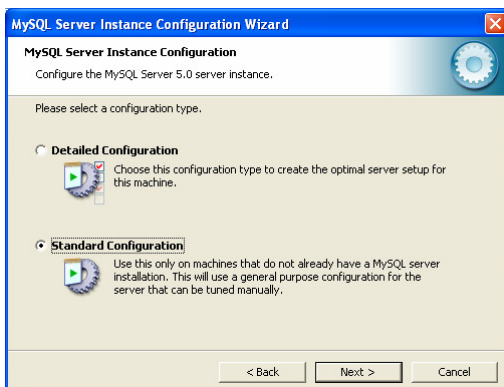 MySQL Server Instance Configuration Wizard
MySQL Server Instance Configuration
Configure the MySQL Server 5.0 server instance.
Please select a configuration type.
Detailed Configuration
Choose this configuration type to create the optimal server setup for
this machine.
Standard Configuration
Use this only on machines that do not already have a MySQL server
installation. This will use a general purpose configuration for the
server that can be tuned manually.
< Back
Next >
Cancel